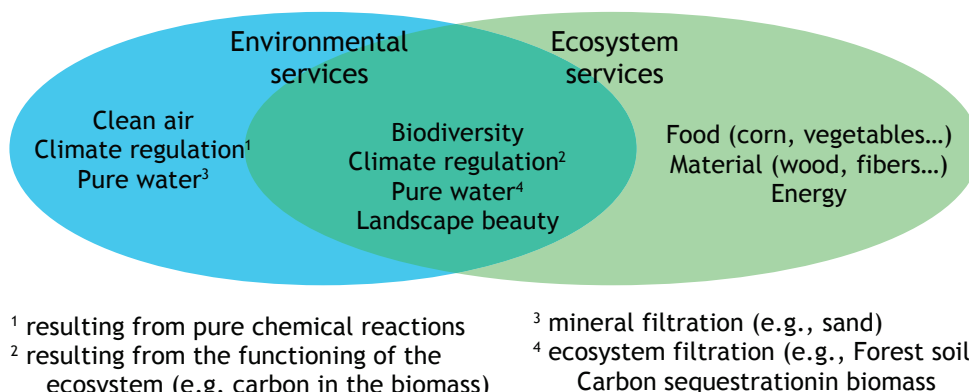 Environmental
services
Ecosystem
services
Clean air
Climate regulation¹
Pure water³
Biodiversity
Climate regulation²
Pure water⁴
Landscape beauty
Food (corn, vegetables…)
Material (wood, fibers…)
Energy
¹ resulting from pure chemical reactions
² resulting from the functioning of the
ecosystem (e.g. carbon in the biomass)
³ mineral filtration (e.g., sand)
⁴ ecosystem filtration (e.g., Forest soil
Carbon sequestrationin biomass